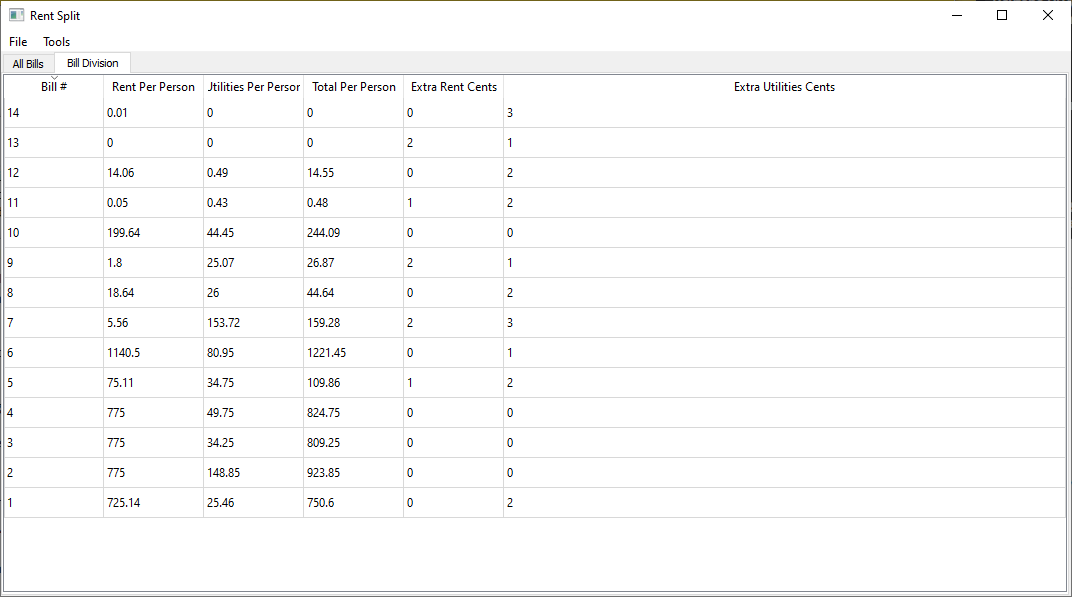 Rent Split
File Tools
All Bills Bill Division
Bill # Rent Per Person Jtilities Per Persor Total Per Person Extra Rent Cents Extra Utilities Cents
14 0.01 0 0 0 3
13 0 0 0 2 1
12 14.06 0.49 14.55 0 2
11 0.05 0.43 0.48 1 2
10 199.64 44.45 244.09 0 0
9 1.8 25.07 26.87 2 1
8 18.64 26 44.64 0 2
7 5.56 153.72 159.28 2 3
6 1140.5 80.95 1221.45 0 1
5 75.11 34.75 109.86 1 2
4 775 49.75 824.75 0 0
3 775 34.25 809.25 0 0
2 775 148.85 923.85 0 0
1 725.14 25.46 750.6 0 2